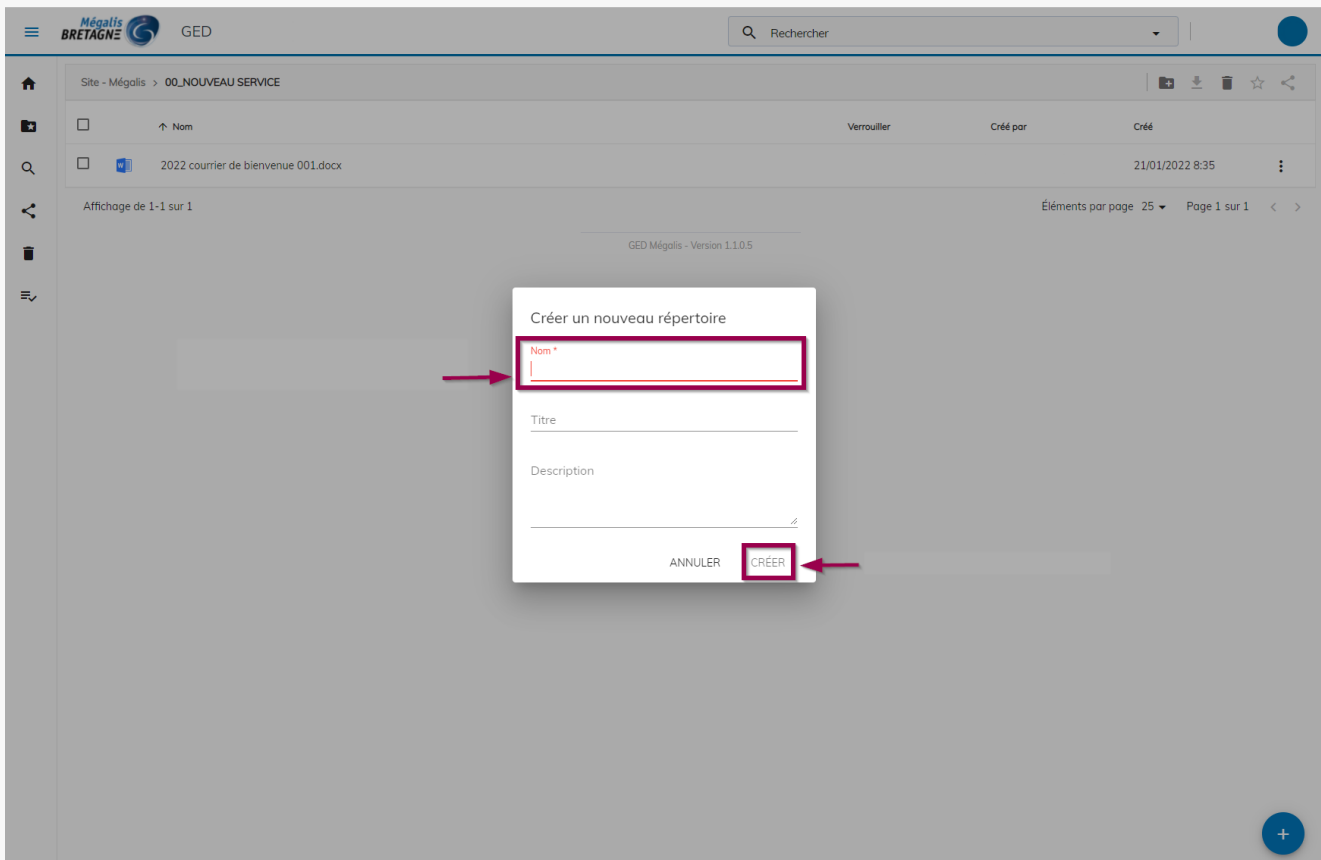 Mégalis
BRETAGNE
GED
Rechercher
Site - Mégalis > 00_NOUVEAU SERVICE
Nom Verrouiller Créé par Créé
2022 courrier de bienvenue 001.docx 21/01/2022 8:35
Affichage de 1-1 sur 1 Éléments par page 25 Page 1 sur 1
GED Mégalis - Version 1.1.0.5
Créer un nouveau répertoire
Nom *
Titre
Description
ANNULER CRÉER